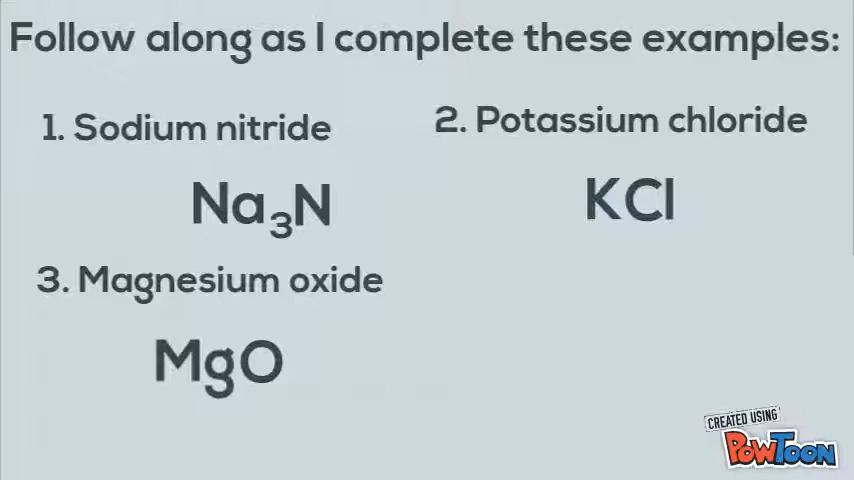 Follow along as I complete these examples:
1. Sodium nitride
Na₃N
2. Potassium chloride
KCl
3. Magnesium oxide
MgO
CREATED USING
POWTOON